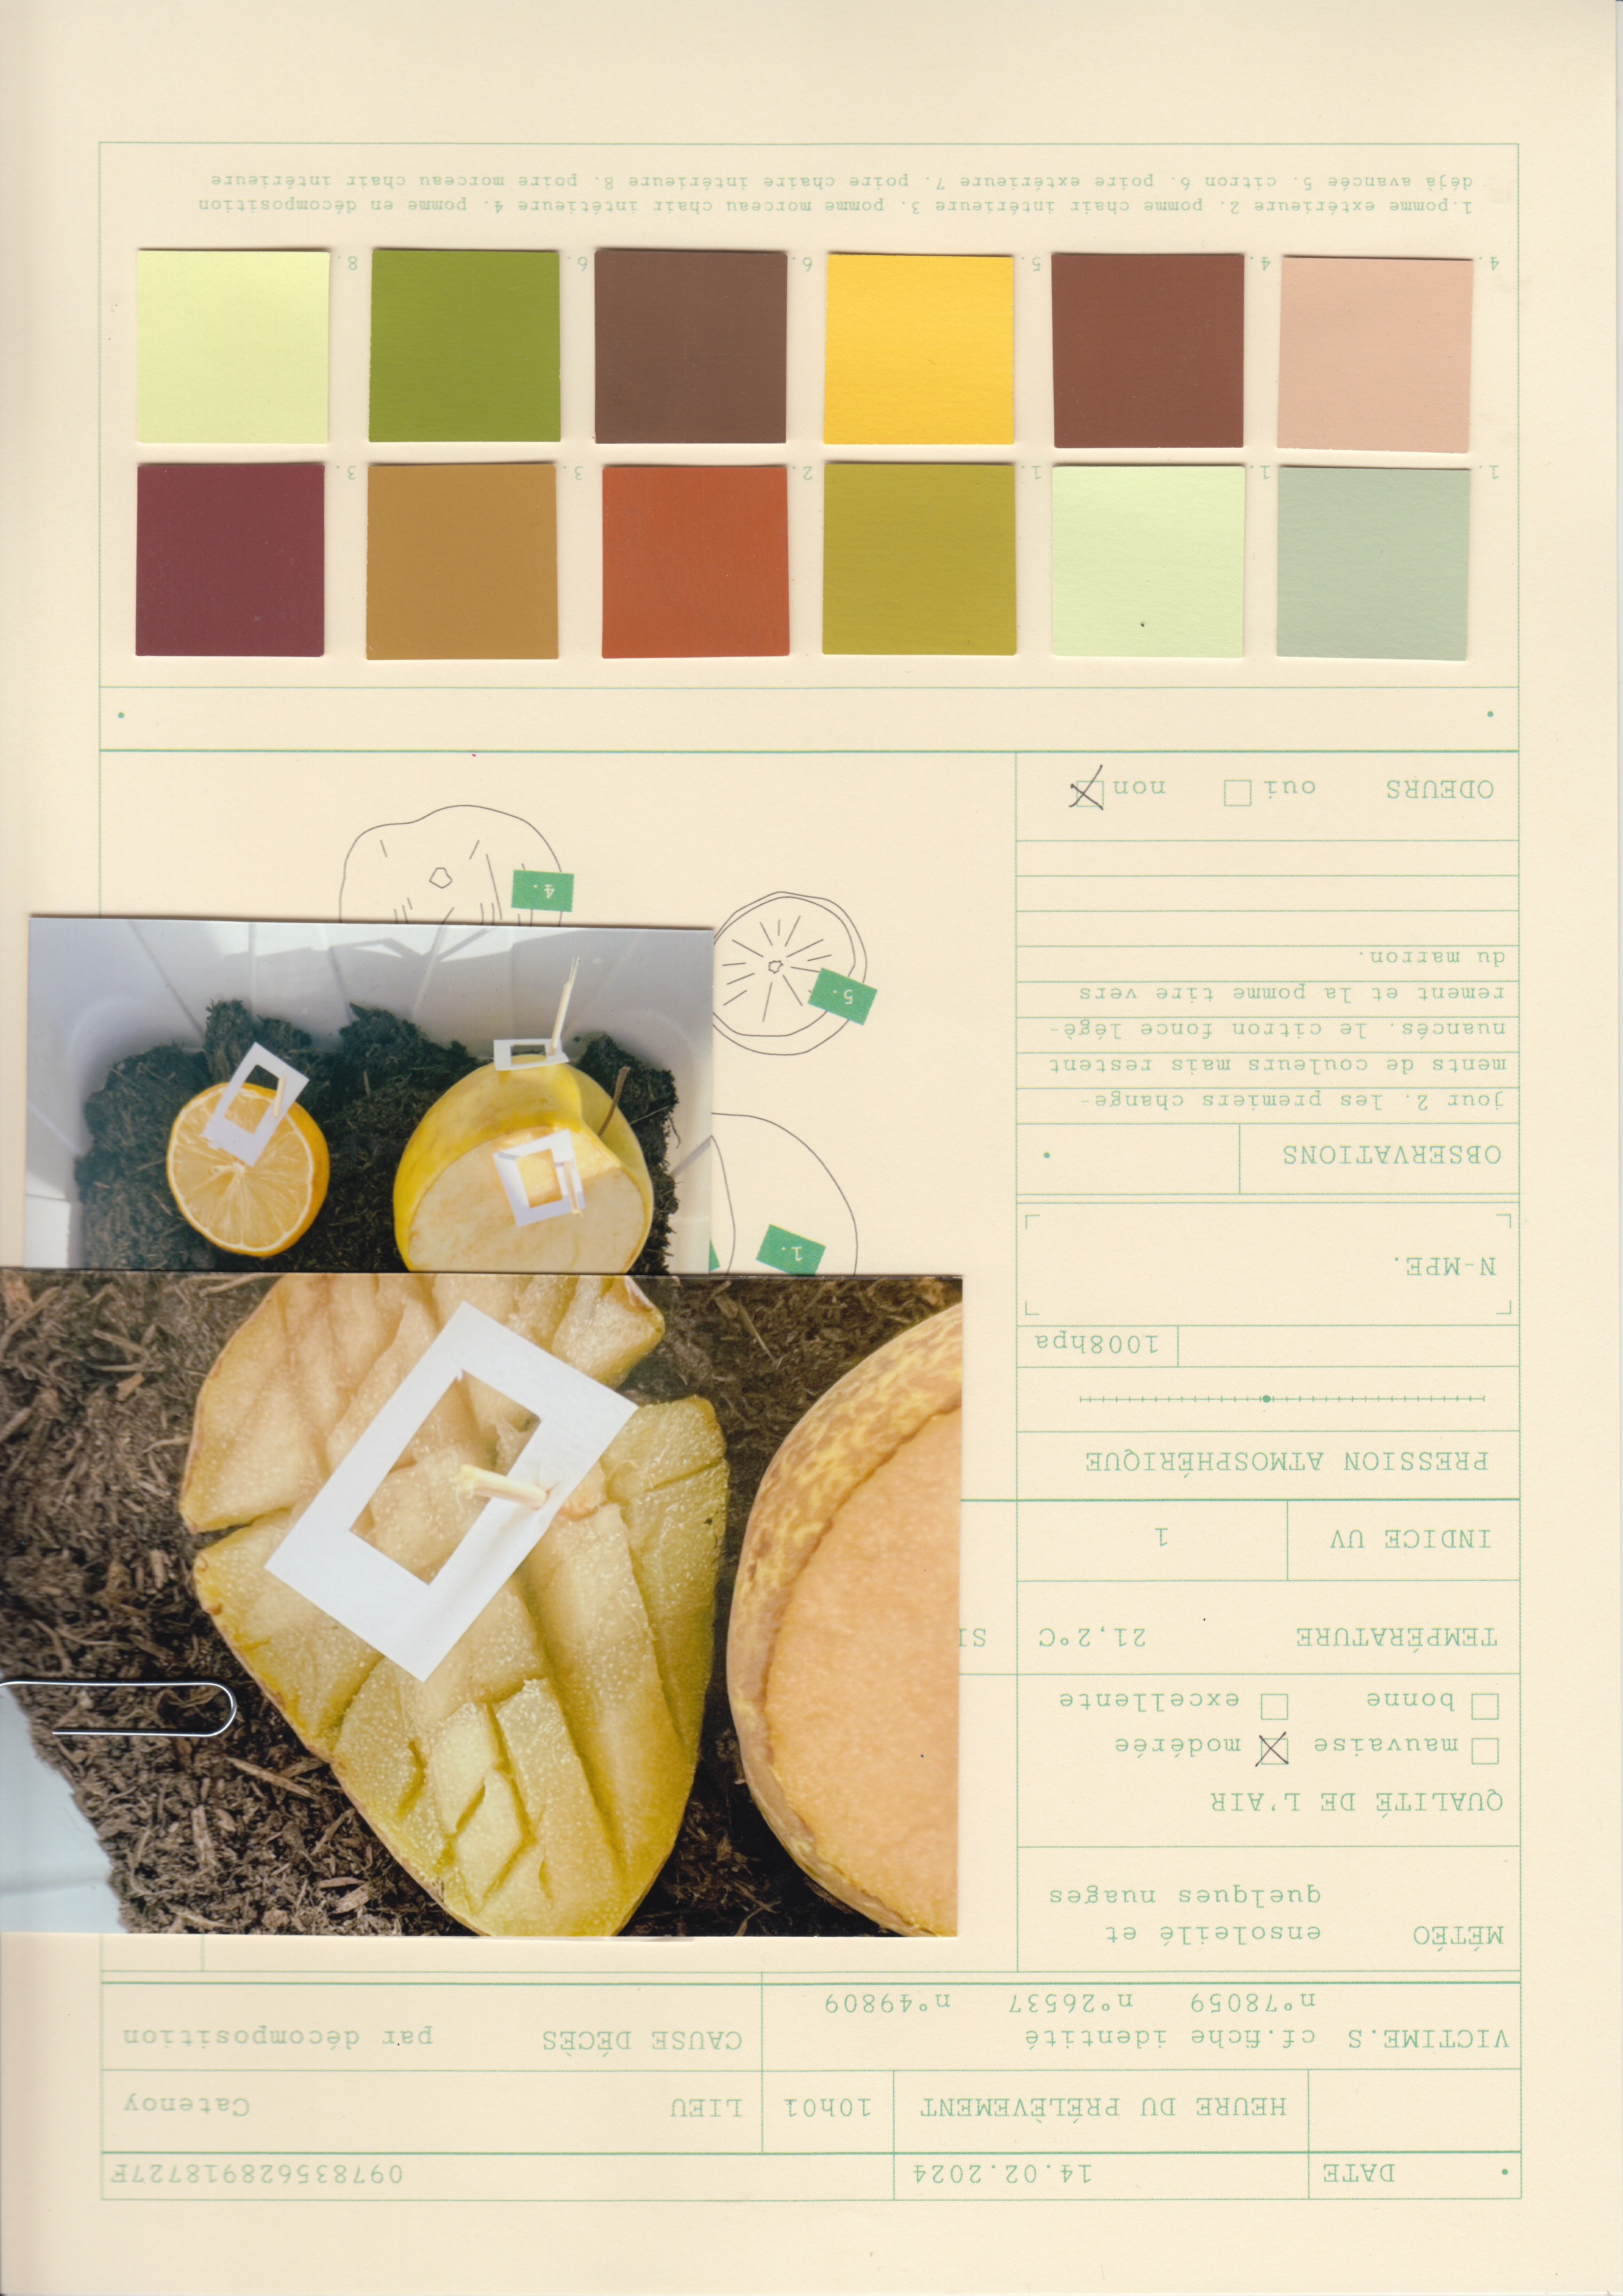 DATE 14.02.2024 097835628918727F
HEURE DU PRÉLÈVEMENT 10h01 LIEU Catenoy
VICTIME.S cf.fiche identité
n°78059 n°26537 n°49809
CAUSE DÉCÈS par décomposition
MÉTÉO ensoleilé et
quelques nuages
QUALITÉ DE L'AIR
mauvaise modérée
bonne excellente
TEMPÉRATURE 21,2°C
INDICE UV 1
PRESSION ATMOSPHÉRIQUE
1008hpa
N-MPE.
OBSERVATIONS
jour 2. les premiers change-
ments de couleurs mais restent
nuancés. le citron fonce légè-
rement et la pomme tire vers
du marron.
ODEURS oui non
SI
1.
5.
4.
1. 1. 1. 2. 3. 3.
4. 4. 5. 6. 6. 8.
1.pomme extérieure 2. pomme chair intérieure 3. pomme morceau chair intétieure 4. pomme en décomposition
déjà avancée 5. citron 6. poire extérieure 7. poire chaire intérieure 8. poire morceau chair intérieure